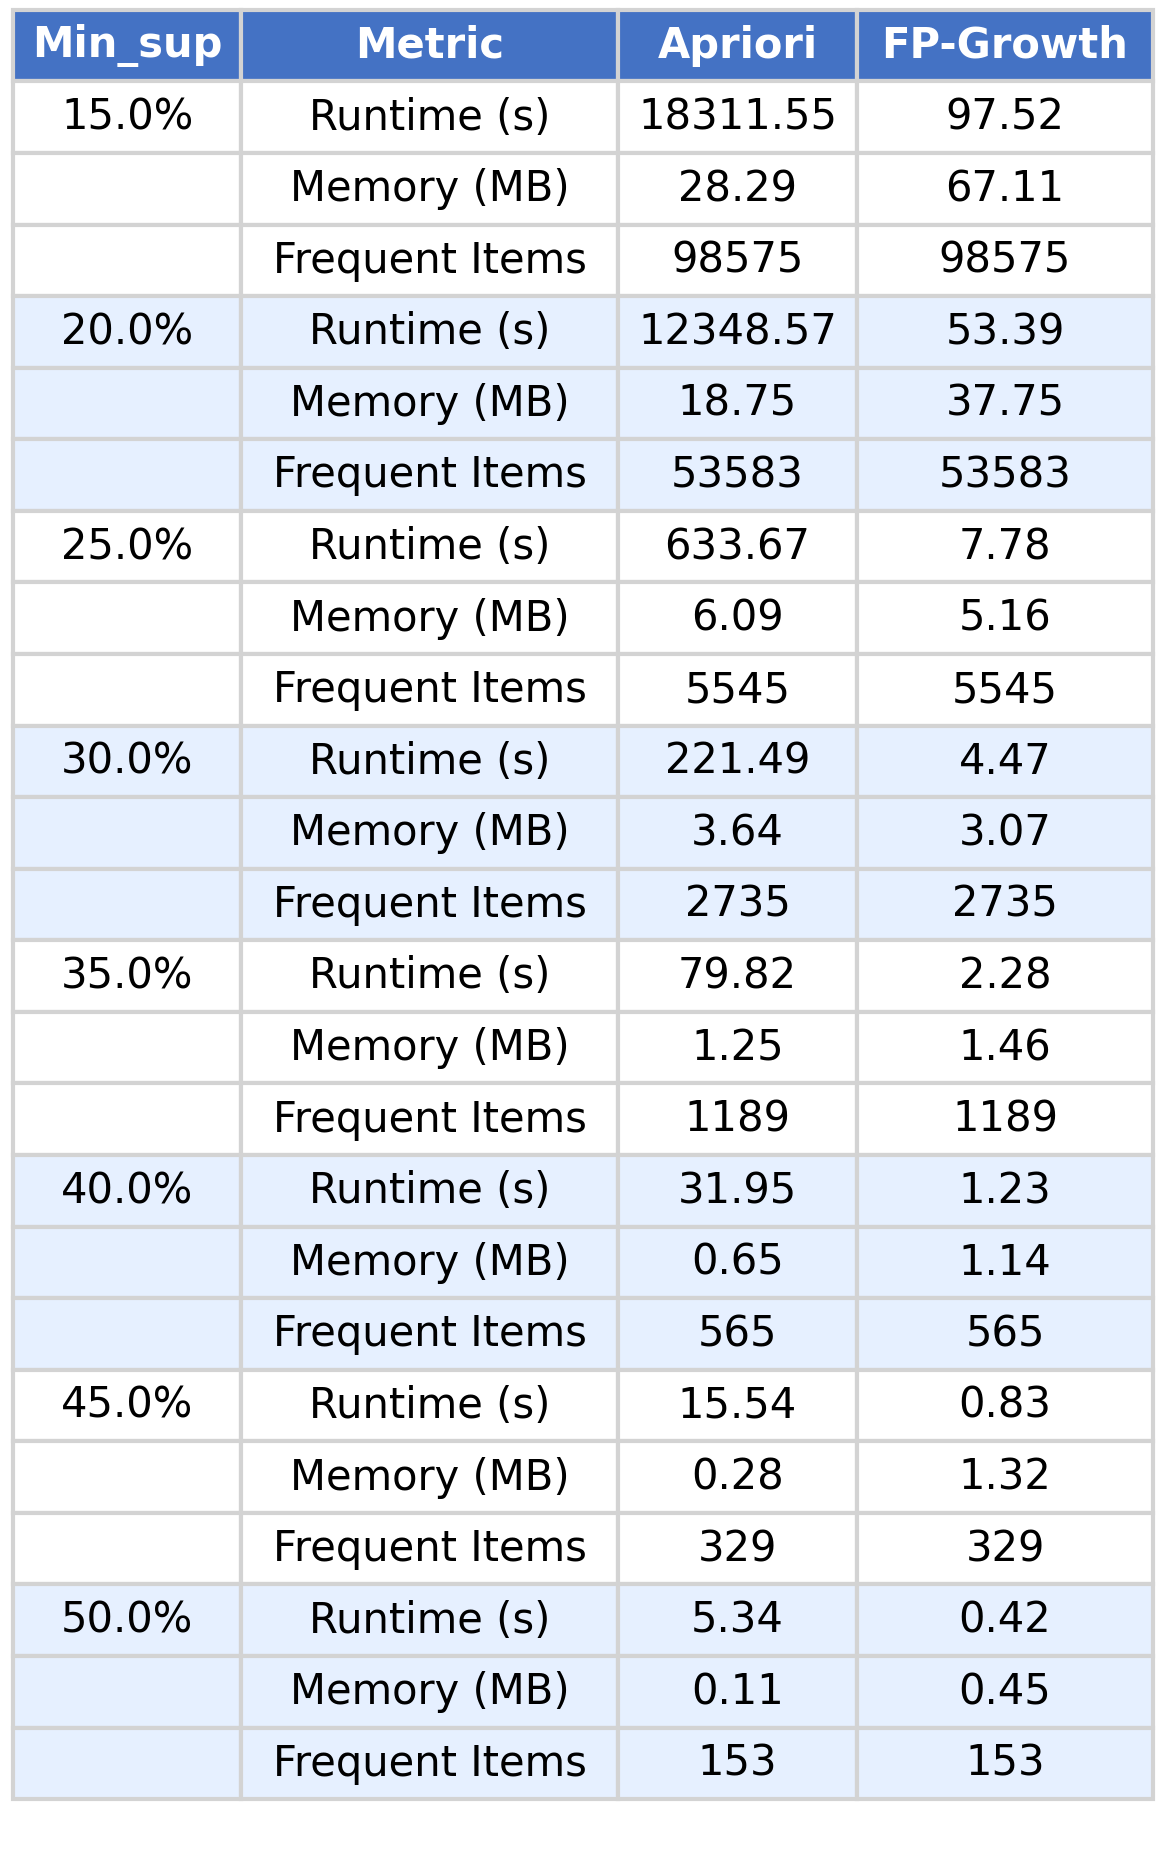 Min_sup Metric Apriori FP-Growth
15.0% Runtime (s) 18311.55 97.52
Memory (MB) 28.29 67.11
Frequent Items 98575 98575
20.0% Runtime (s) 12348.57 53.39
Memory (MB) 18.75 37.75
Frequent Items 53583 53583
25.0% Runtime (s) 633.67 7.78
Memory (MB) 6.09 5.16
Frequent Items 5545 5545
30.0% Runtime (s) 221.49 4.47
Memory (MB) 3.64 3.07
Frequent Items 2735 2735
35.0% Runtime (s) 79.82 2.28
Memory (MB) 1.25 1.46
Frequent Items 1189 1189
40.0% Runtime (s) 31.95 1.23
Memory (MB) 0.65 1.14
Frequent Items 565 565
45.0% Runtime (s) 15.54 0.83
Memory (MB) 0.28 1.32
Frequent Items 329 329
50.0% Runtime (s) 5.34 0.42
Memory (MB) 0.11 0.45
Frequent Items 153 153